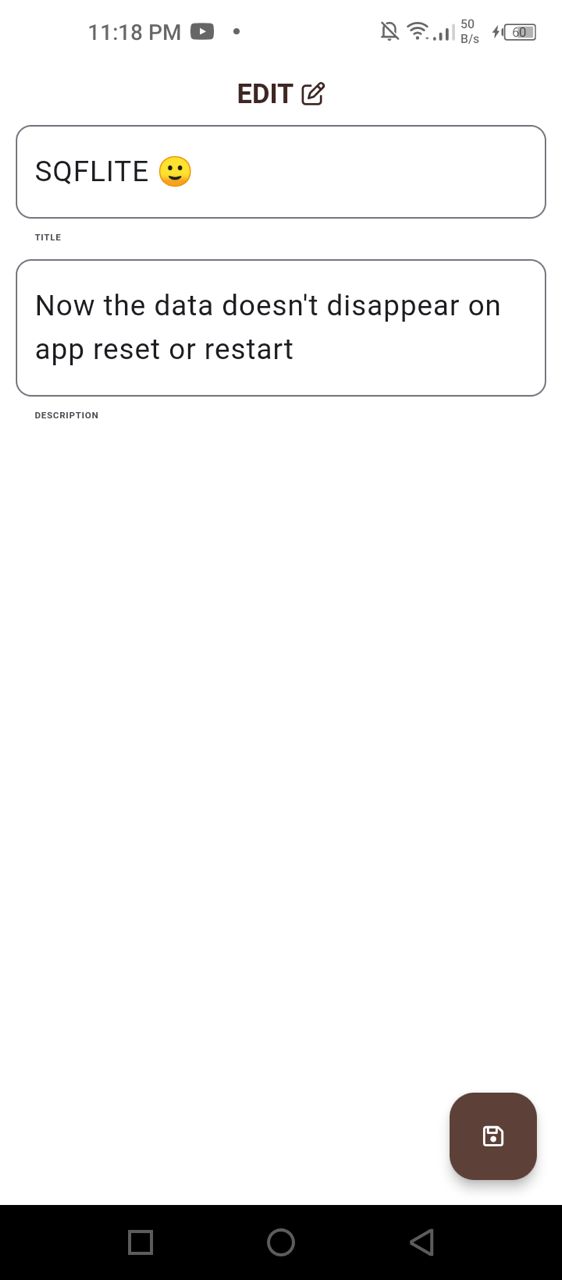 11:18 PM
50
B/s
60
EDIT
SQFLITE 🙂
TITLE
Now the data doesn't disappear on
app reset or restart
DESCRIPTION